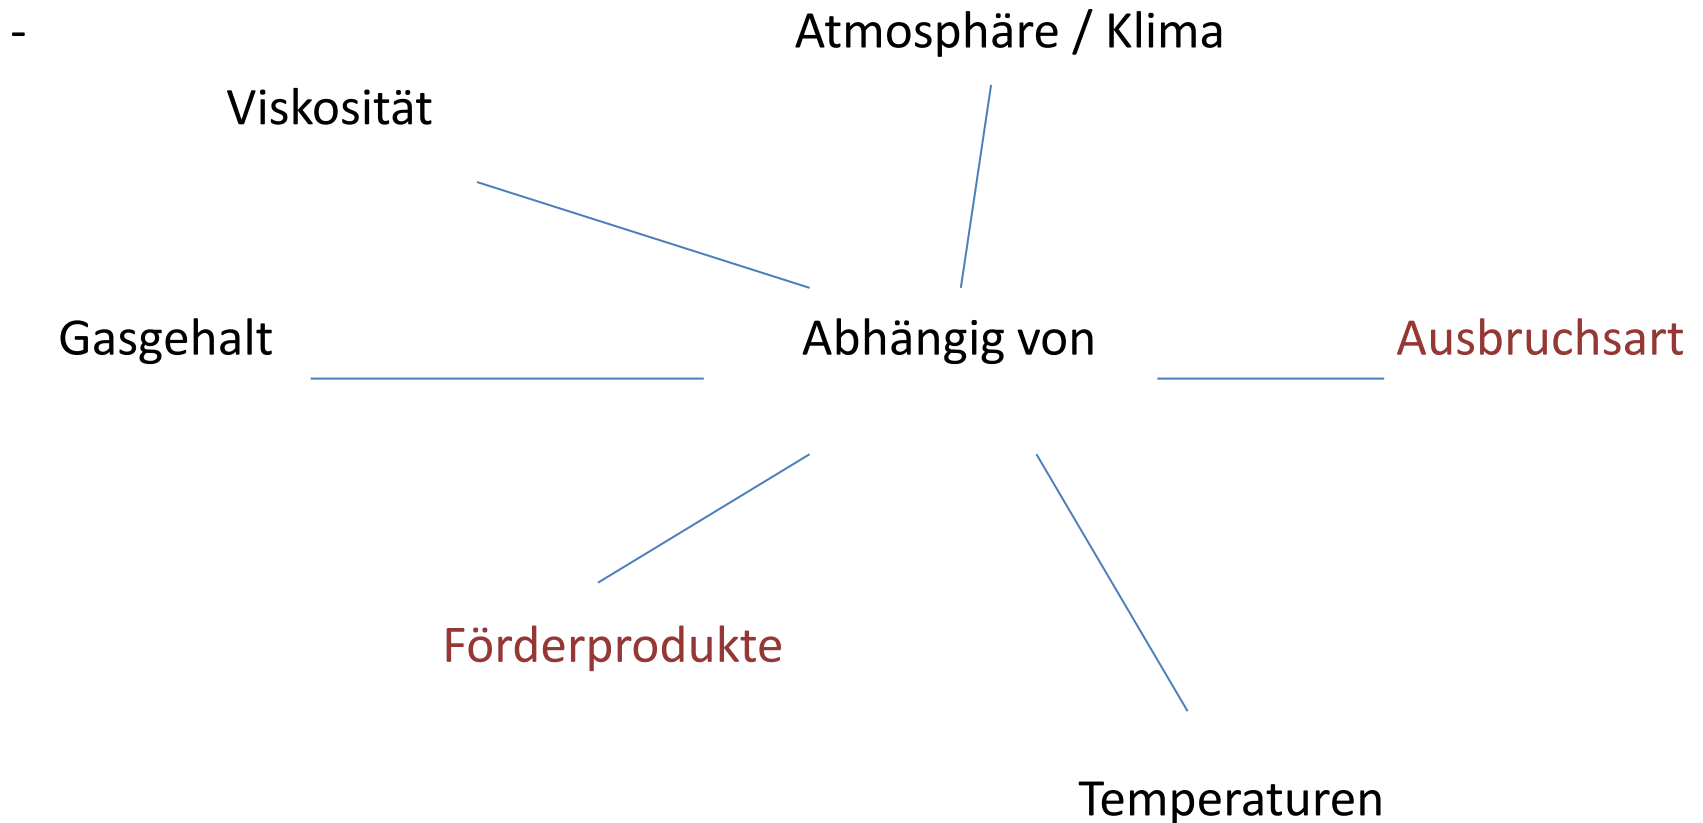 - Atmosphäre / Klima
Viskosität
Gasgehalt Abhängig von Ausbruchsart
Förderprodukte
Temperaturen